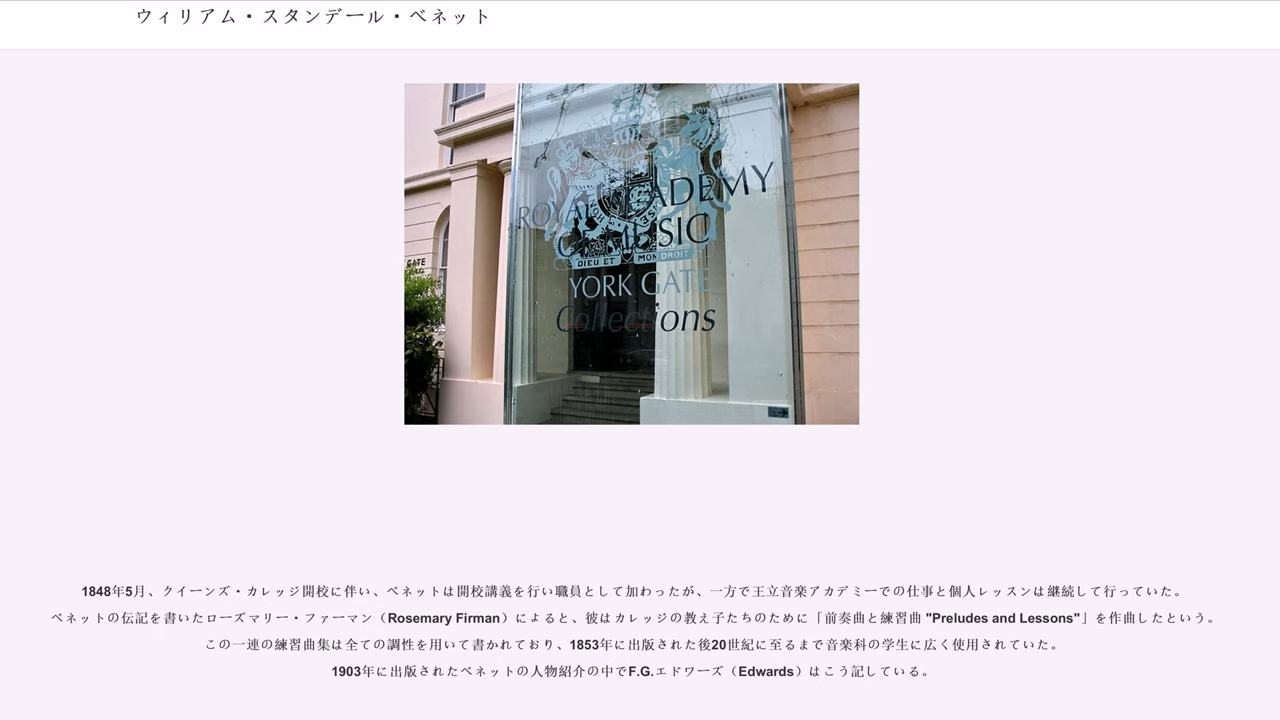 ウィリアム・スタンデール・ベネット
GATE
ROYAL ACADEMY
OF MUSIC
DIEU ET MON DROIT
YORK GATE
Collections
1848年5月、クイーンズ・カレッジ開校に伴い、ベネットは開校講義を行い職員として加わったが、一方で王立音楽アカデミーでの仕事と個人レッスンは継続して行っていた。
ベネットの伝記を書いたローズマリー・ファーマン（Rosemary Firman）によると、彼はカレッジの教え子たちのために「前奏曲と練習曲 "Preludes and Lessons"」を作曲したという。
この一連の練習曲集は全ての調性を用いて書かれており、1853年に出版された後20世紀に至るまで音楽科の学生に広く使用されていた。
1903年に出版されたベネットの人物紹介の中でF.G.エドワーズ（Edwards）はこう記している。